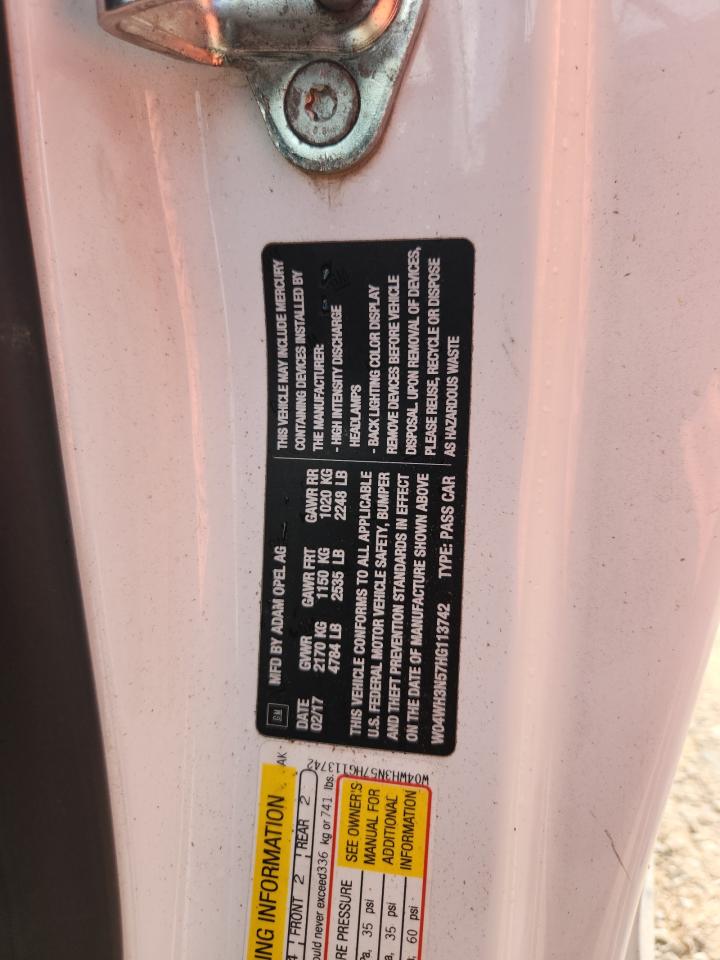 GM
MFD BY ADAM OPEL AG
DATE GVWR GAWR FRT GAWR RR
02/17 2170 KG 1150 KG 1020 KG
4784 LB 2535 LB 2248 LB
THIS VEHICLE CONFORMS TO ALL APPLICABLE
U.S. FEDERAL MOTOR VEHICLE SAFETY, BUMPER
AND THEFT PREVENTION STANDARDS IN EFFECT
ON THE DATE OF MANUFACTURE SHOWN ABOVE
W04WH3N57HG113742 TYPE: PASS CAR
THIS VEHICLE MAY INCLUDE MERCURY
CONTAINING DEVICES INSTALLED BY
THE MANUFACTURER:
- HIGH INTENSITY DISCHARGE
HEADLAMPS
- BACK LIGHTING COLOR DISPLAY
REMOVE DEVICES BEFORE VEHICLE
DISPOSAL. UPON REMOVAL OF DEVICES,
PLEASE REUSE, RECYCLE OR DISPOSE
AS HAZARDOUS WASTE
AK-
W04WH3N57HG113742
ING INFORMATION
4 FRONT 2 REAR 2
ould never exceed 336 kg or 741 lbs.
RE PRESSURE
a, 35 psi
a, 35 psi
, 60 psi
SEE OWNER'S
MANUAL FOR
ADDITIONAL
INFORMATION